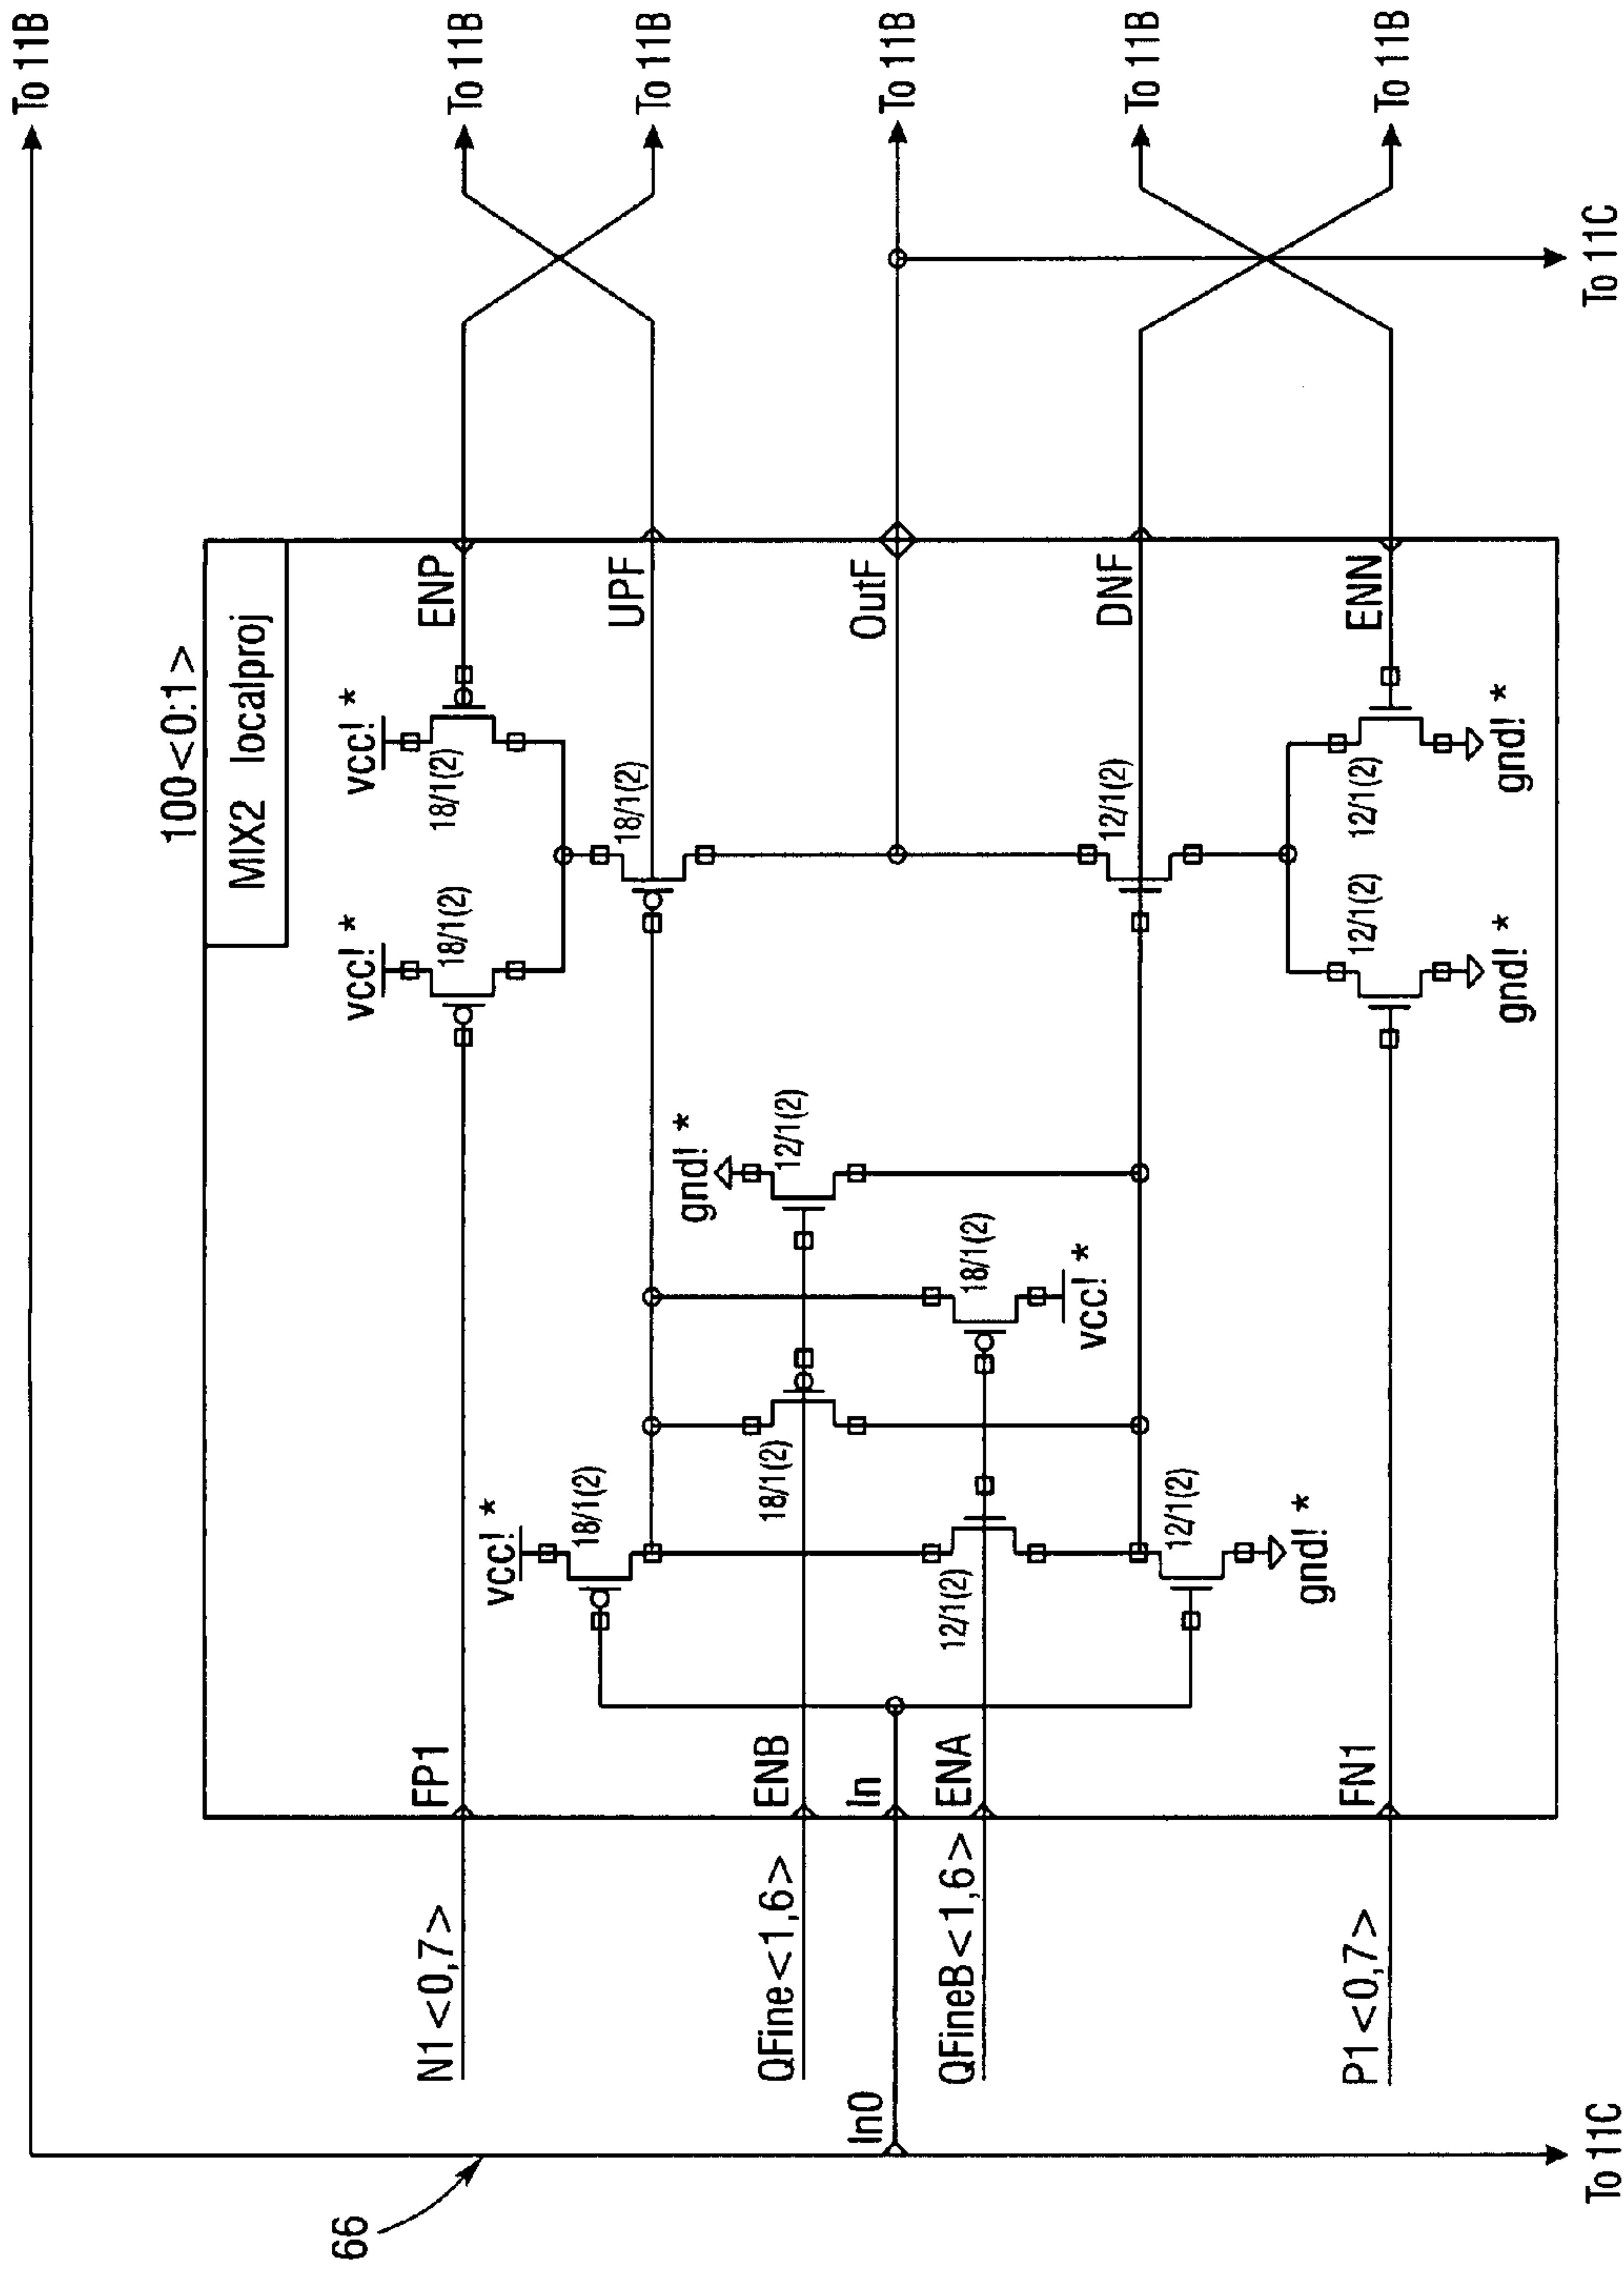 To 11B
To 11B
To 11B
To 11B
To 11B
To 11B
To 11C
To 11C
66
100<0:1>
MIX2 localproj
N1<0,7>
FP1
vcc! *
18/1(2)
vcc! *
18/1(2)
ENP
vcc! *
18/1(2)
18/1(2)
UPF
QFine<1,6>
ENB
18/1(2)
gnd! *
12/1(2)
In0
In
OutF
QFineB<1,6>
ENA
12/1(2)
18/1(2)
vcc! *
12/1(2)
gnd! *
12/1(2)
DNF
P1<0,7>
FN1
12/1(2)
gnd! *
12/1(2)
gnd! *
ENN